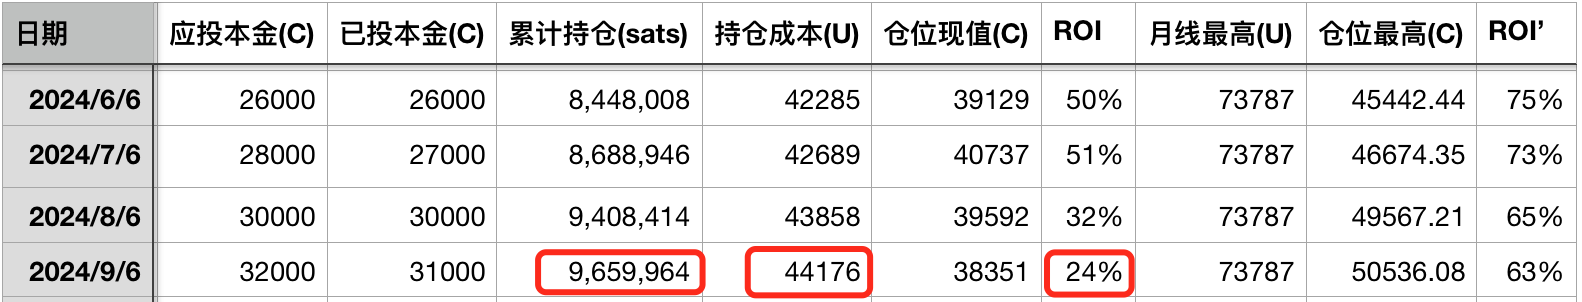 日期 应投本金(C) 已投本金(C) 累计持仓(sats) 持仓成本(U) 仓位现值(C) ROI 月线最高(U) 仓位最高(C) ROI’
2024/6/6 26000 26000 8,448,008 42285 39129 50% 73787 45442.44 75%
2024/7/6 28000 27000 8,688,946 42689 40737 51% 73787 46674.35 73%
2024/8/6 30000 30000 9,408,414 43858 39592 32% 73787 49567.21 65%
2024/9/6 32000 31000 9,659,964 44176 38351 24% 73787 50536.08 63%